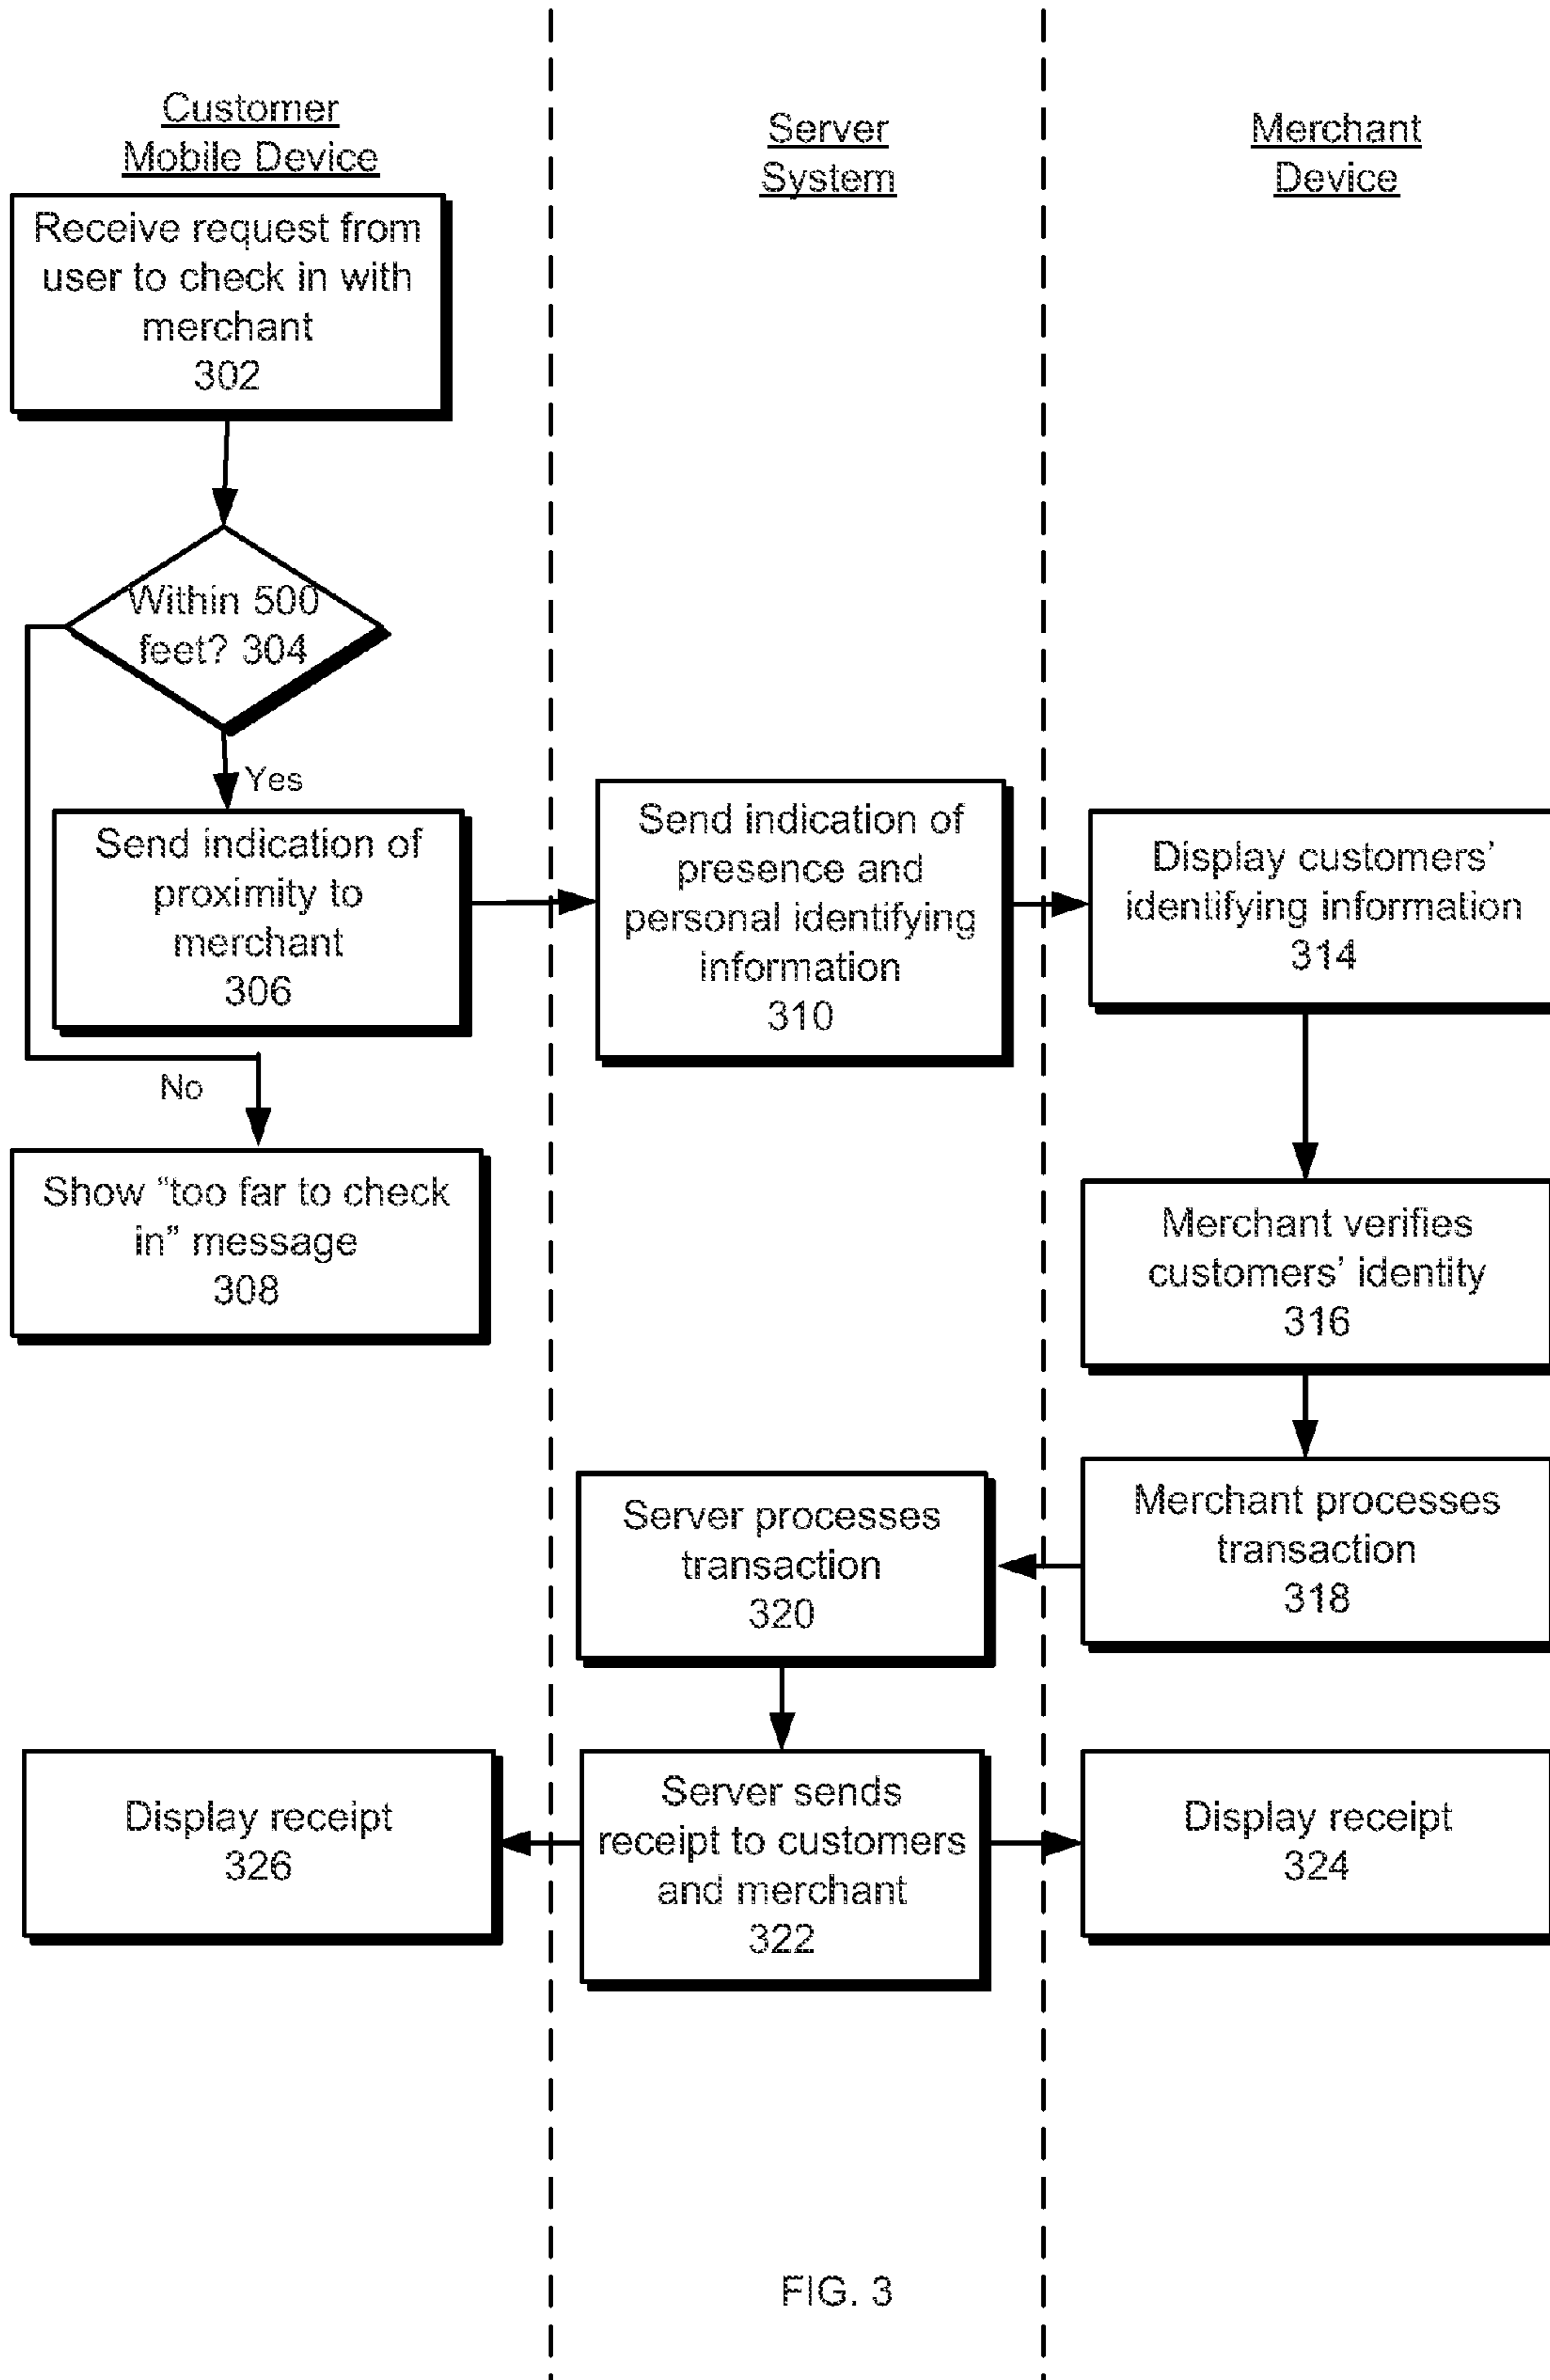 Customer
Mobile Device
Server
System
Merchant
Device
Receive request from
user to check in with
merchant
302
Within 500
feet? 304
Yes
Send indication of
proximity to
merchant
306
No
Show “too far to check
in” message
308
Send indication of
presence and
personal identifying
information
310
Display customers’
identifying information
314
Merchant verifies
customers’ identity
316
Merchant processes
transaction
318
Server processes
transaction
320
Server sends
receipt to customers
and merchant
322
Display receipt
326
Display receipt
324
FIG. 3